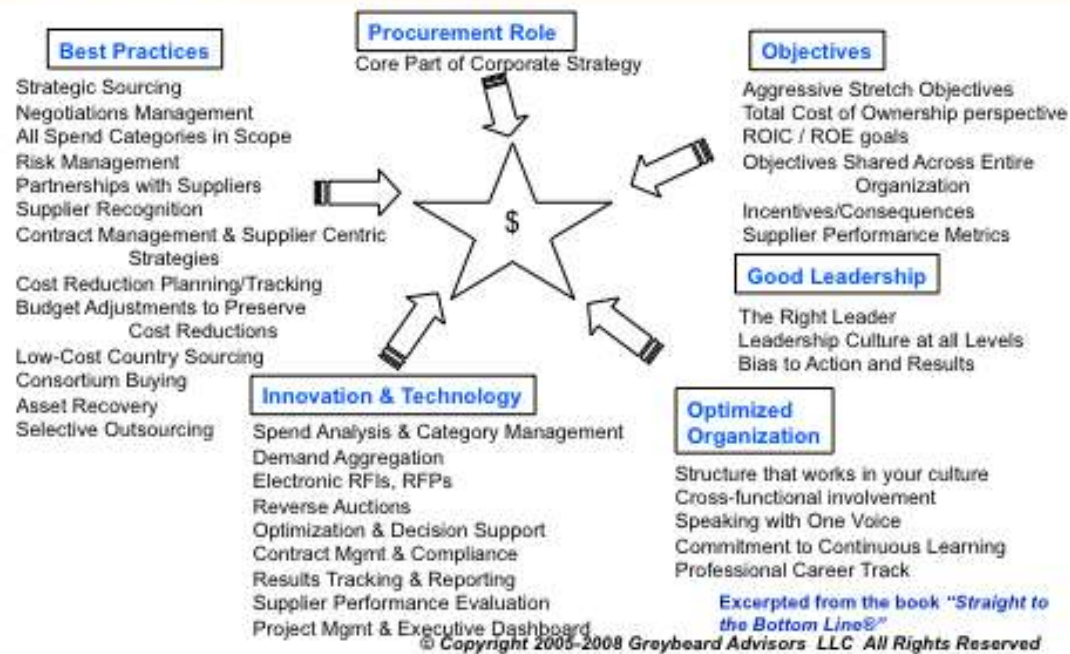 Procurement Role
Core Part of Corporate Strategy
Best Practices
Strategic Sourcing
Negotiations Management
All Spend Categories in Scope
Risk Management
Partnerships with Suppliers
Supplier Recognition
Contract Management & Supplier Centric
Strategies
Cost Reduction Planning/Tracking
Budget Adjustments to Preserve
Cost Reductions
Low-Cost Country Sourcing
Consortium Buying
Asset Recovery
Selective Outsourcing
$
Objectives
Aggressive Stretch Objectives
Total Cost of Ownership perspective
ROIC / ROE goals
Objectives Shared Across Entire
Organization
Incentives/Consequences
Supplier Performance Metrics
Good Leadership
The Right Leader
Leadership Culture at all Levels
Bias to Action and Results
Innovation & Technology
Spend Analysis & Category Management
Demand Aggregation
Electronic RFIs, RFPs
Reverse Auctions
Optimization & Decision Support
Contract Mgmt & Compliance
Results Tracking & Reporting
Supplier Performance Evaluation
Project Mgmt & Executive Dashboard
Optimized
Organization
Structure that works in your culture
Cross-functional involvement
Speaking with One Voice
Commitment to Continuous Learning
Professional Career Track
Excerpted from the book "Straight to
the Bottom Line®"
© Copyright 2005-2008 Greybeard Advisors LLC All Rights Reserved